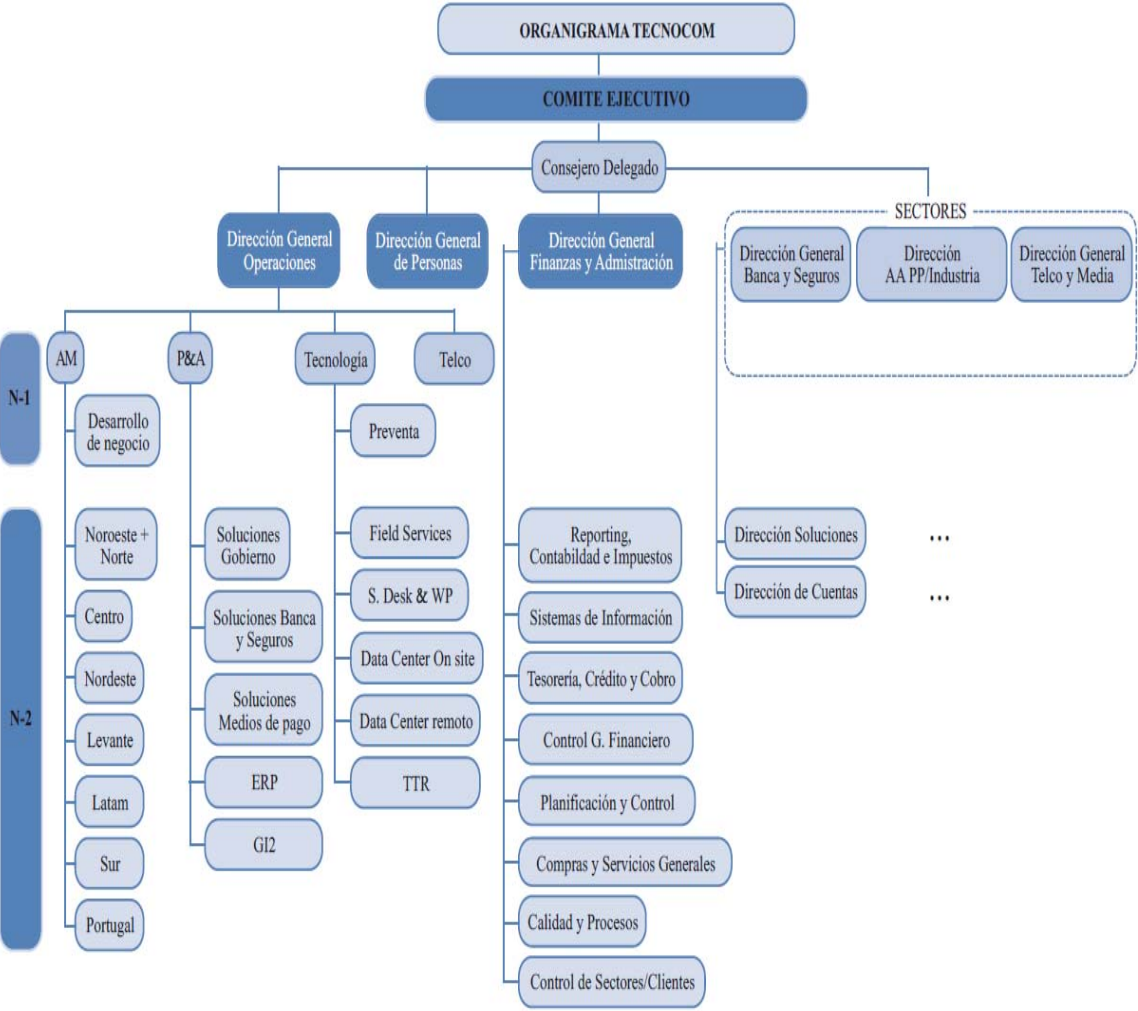 ORGANIGRAMA TECNOCOM
COMITE EJECUTIVO
Consejero Delegado
SECTORES
Dirección General
Operaciones
Dirección General
de Personas
Dirección General
Finanzas y Admistración
Dirección General
Banca y Seguros
Dirección
AA PP/Industria
Dirección General
Telco y Media
N-1
AM
P&A
Tecnología
Telco
Desarrollo
de negocio
Preventa
N-2
Noroeste +
Norte
Centro
Nordeste
Levante
Latam
Sur
Portugal
Soluciones
Gobierno
Soluciones Banca
y Seguros
Soluciones
Medios de pago
ERP
GI2
Field Services
S. Desk & WP
Data Center On site
Data Center remoto
TTR
Reporting,
Contabildad e Impuestos
Sistemas de Información
Tesorería, Crédito y Cobro
Control G. Financiero
Planificación y Control
Compras y Servicios Generales
Calidad y Procesos
Control de Sectores/Clientes
Dirección Soluciones
...
Dirección de Cuentas
...